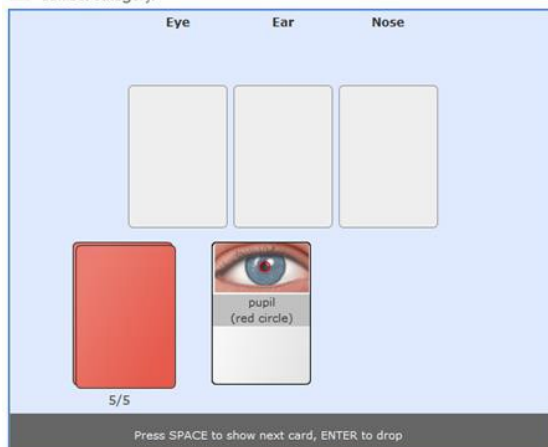 Eye Ear Nose
pupil
(red circle)
5/5
Press SPACE to show next card, ENTER to drop